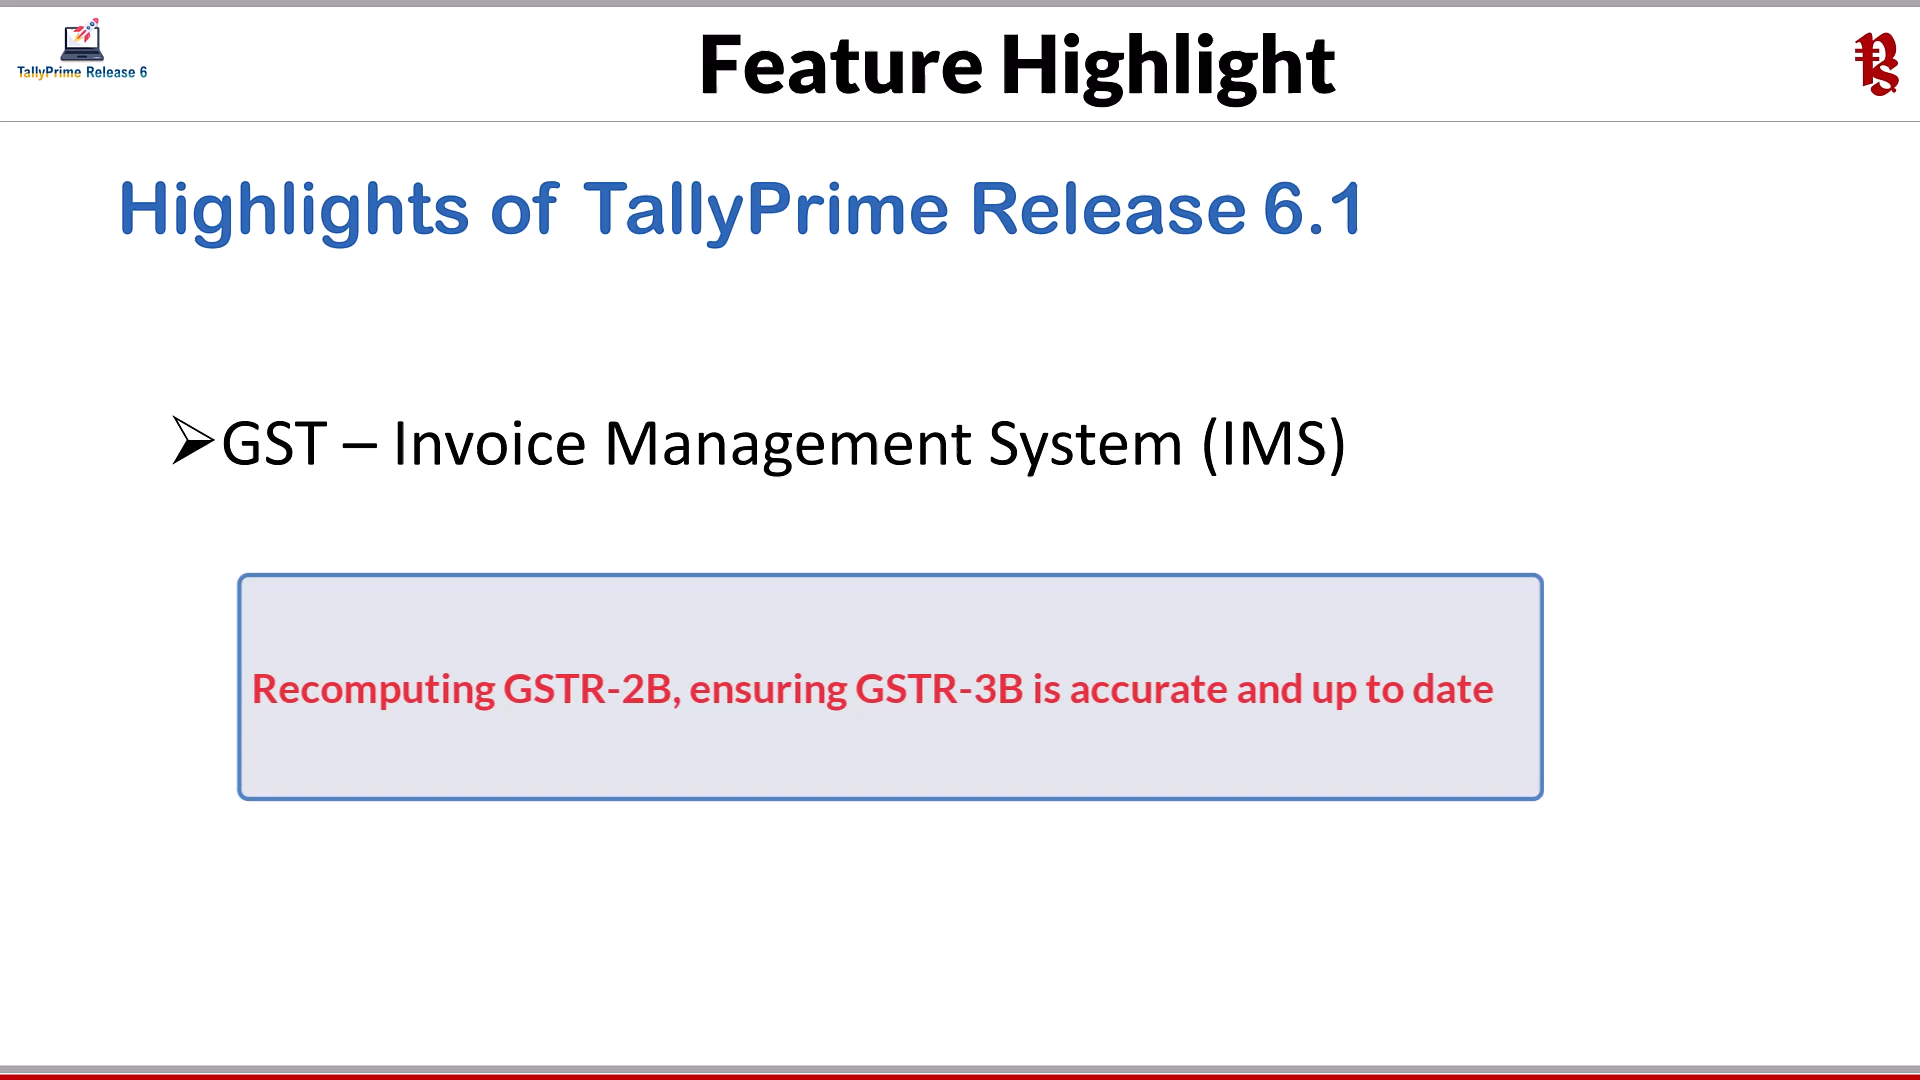 TallyPrime Release 6
Feature Highlight
Highlights of TallyPrime Release 6.1
➢GST – Invoice Management System (IMS)
Recomputing GSTR-2B, ensuring GSTR-3B is accurate and up to date